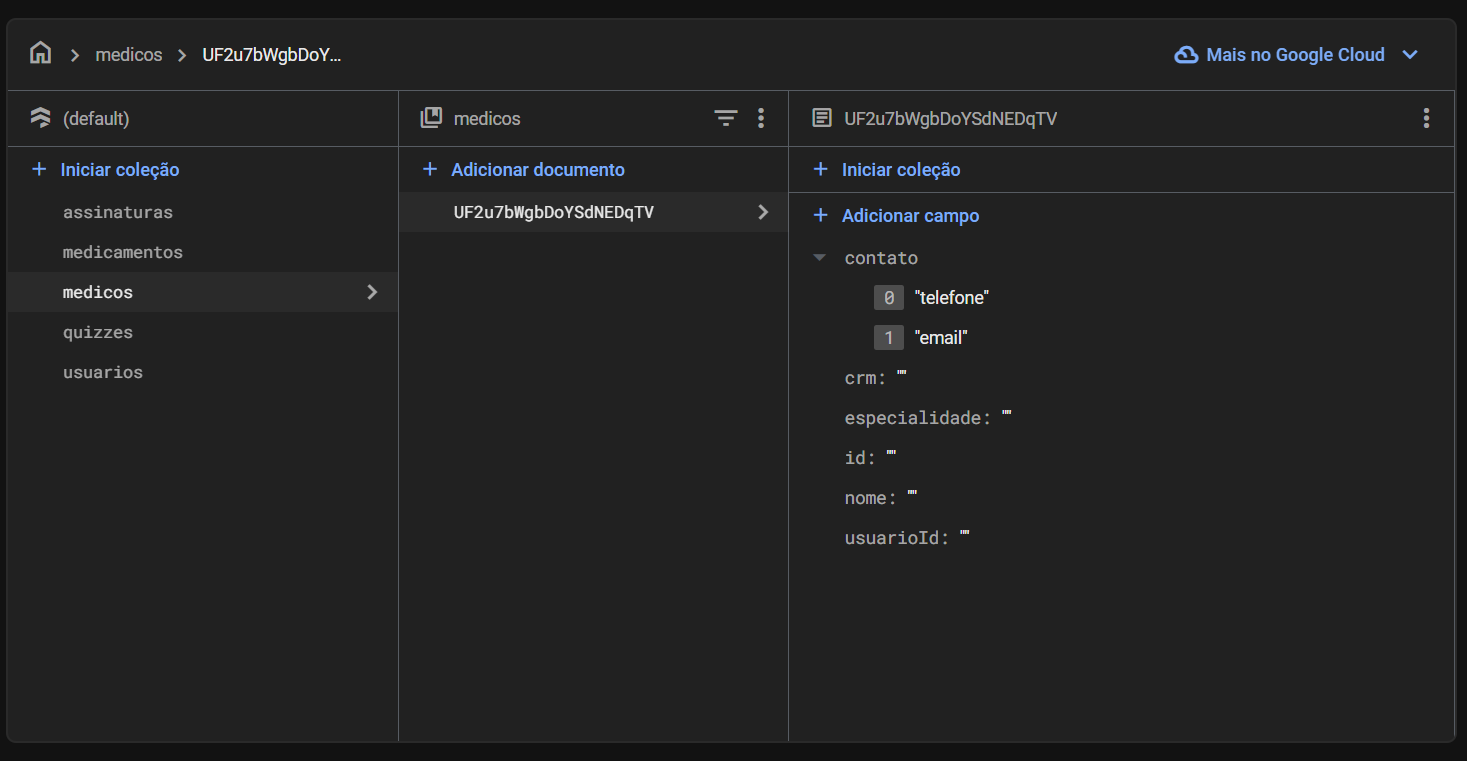 medicos
UF2u7bWgbDoY...
Mais no Google Cloud
(default)
Iniciar coleção
assinaturas
medicamentos
medicos
quizzes
usuarios
medicos
Adicionar documento
UF2u7bWgbDoYSdNEDqTV
UF2u7bWgbDoYSdNEDqTV
Iniciar coleção
Adicionar campo
contato
0 "telefone"
1 "email"
crm: ""
especialidade: ""
id: ""
nome: ""
usuarioId: ""